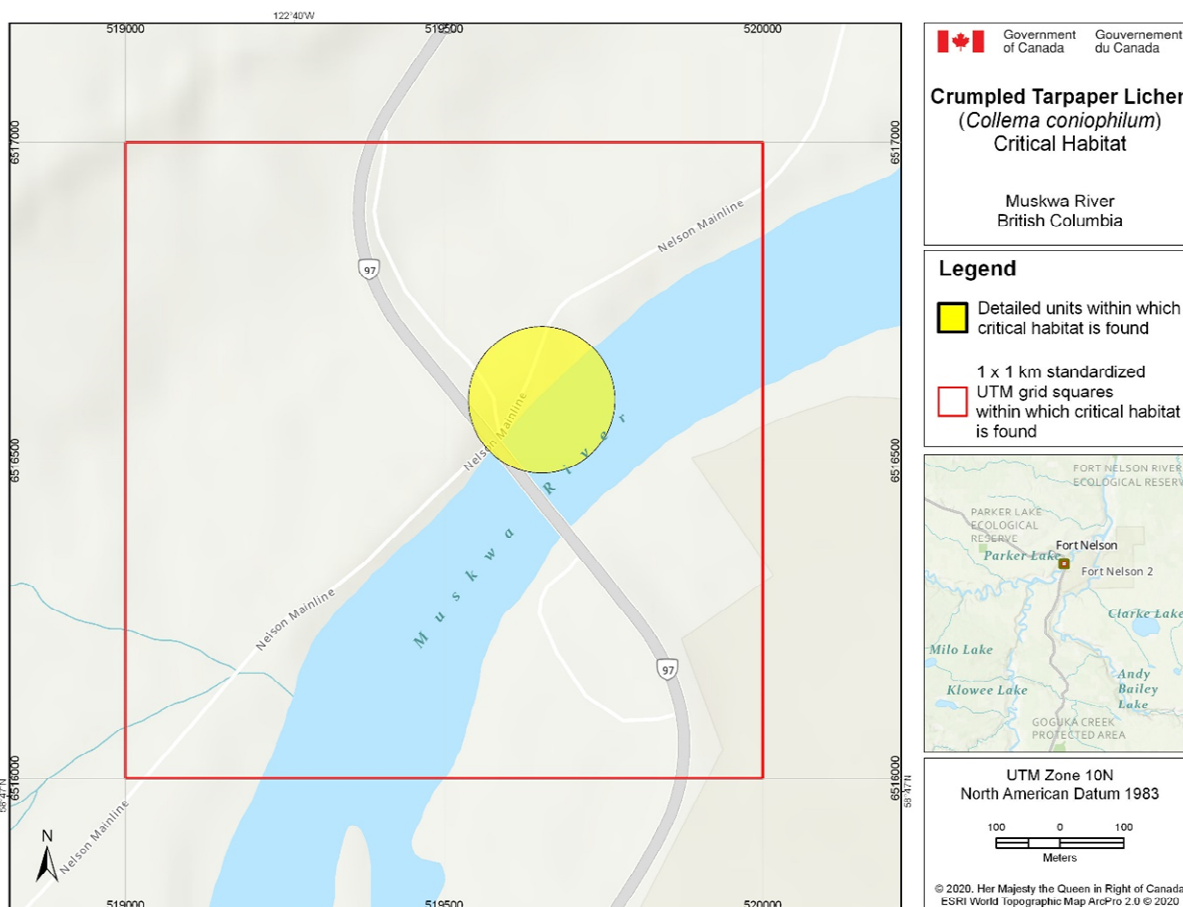 122°40'W
519000
519500
520000
6517000
6517000
97
Nelson Mainline
Nelson Mainline
6516500
6516500
Muskwa River
Nelson Mainline
97
6516000
6516000
58°47'N
58°47'N
N
Nelson Mainline
519000
519500
520000
Government
of Canada
Gouvernement
du Canada
Crumpled Tarpaper Lichen
(Collema coniophilum)
Critical Habitat
Muskwa River
British Columbia
Legend
Detailed units within which
critical habitat is found
1 x 1 km standardized
UTM grid squares
within which critical habitat
is found
FORT NELSON RIVER
ECOLOGICAL RESERV
PARKER LAKE
ECOLOGICAL
RESERVE
Parker Lake
Fort Nelson
Fort Nelson 2
Clarke Lake
Milo Lake
Klowee Lake
Andy
Bailey
Lake
GOGUKA CREEK
PROTECTED AREA
UTM Zone 10N
North American Datum 1983
100 0 100
Meters
© 2020. Her Majesty the Queen in Right of Canada
ESRI World Topographic Map ArcPro 2.0 © 2020